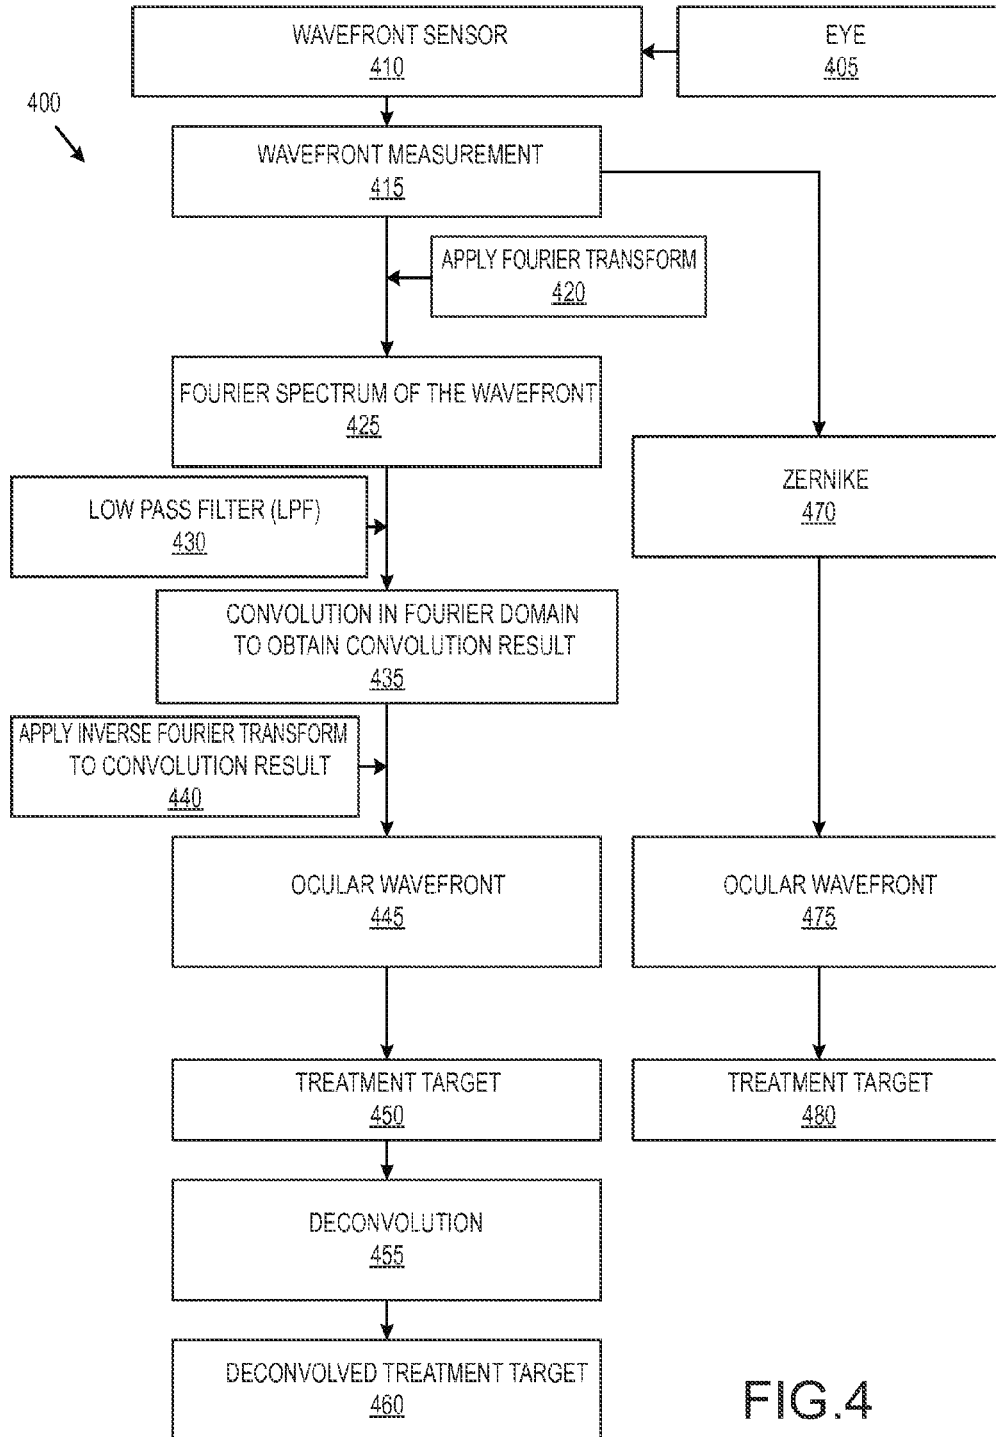 WAVEFRONT SENSOR
410
EYE
405
400
WAVEFRONT MEASUREMENT
415
APPLY FOURIER TRANSFORM
420
FOURIER SPECTRUM OF THE WAVEFRONT
425
ZERNIKE
470
LOW PASS FILTER (LPF)
430
CONVOLUTION IN FOURIER DOMAIN
TO OBTAIN CONVOLUTION RESULT
435
APPLY INVERSE FOURIER TRANSFORM
TO CONVOLUTION RESULT
440
OCULAR WAVEFRONT
445
OCULAR WAVEFRONT
475
TREATMENT TARGET
450
TREATMENT TARGET
480
DECONVOLUTION
455
DECONVOLVED TREATMENT TARGET
460
FIG.4